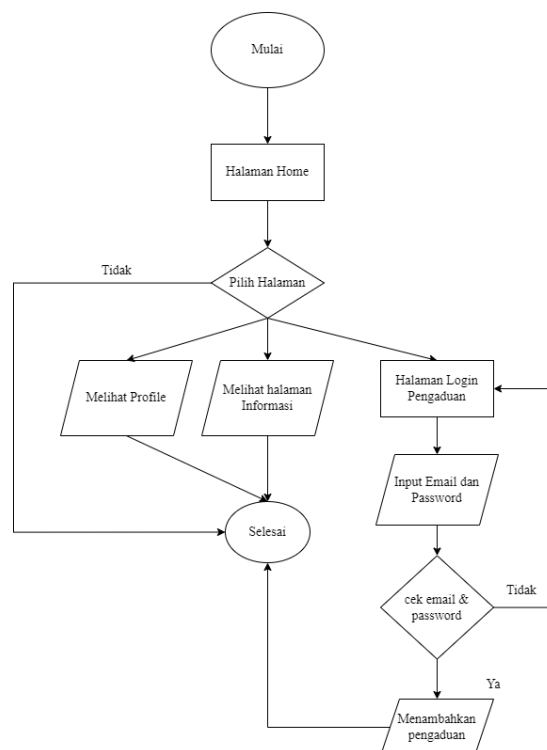 Mulai
Halaman Home
Tidak
Pilih Halaman
Melihat Profile
Melihat halaman
Informasi
Halaman Login
Pengaduan
Input Email dan
Password
Selesai
cek email &
password
Tidak
Ya
Menambahkan
pengaduan